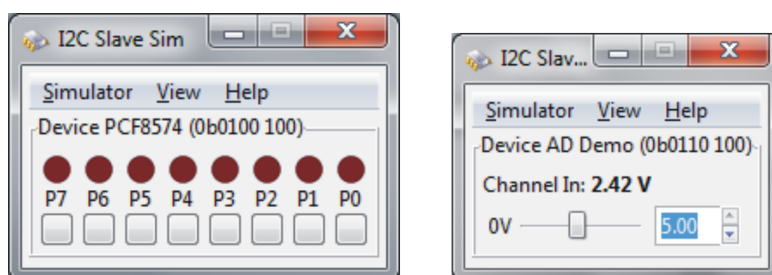 I2C Slave Sim
Simulator View Help
Device PCF8574 (0b0100 100)
P7 P6 P5 P4 P3 P2 P1 P0
I2C Slav...
Simulator View Help
Device AD Demo (0b0110 100)
Channel In: 2.42 V
0V 5.00